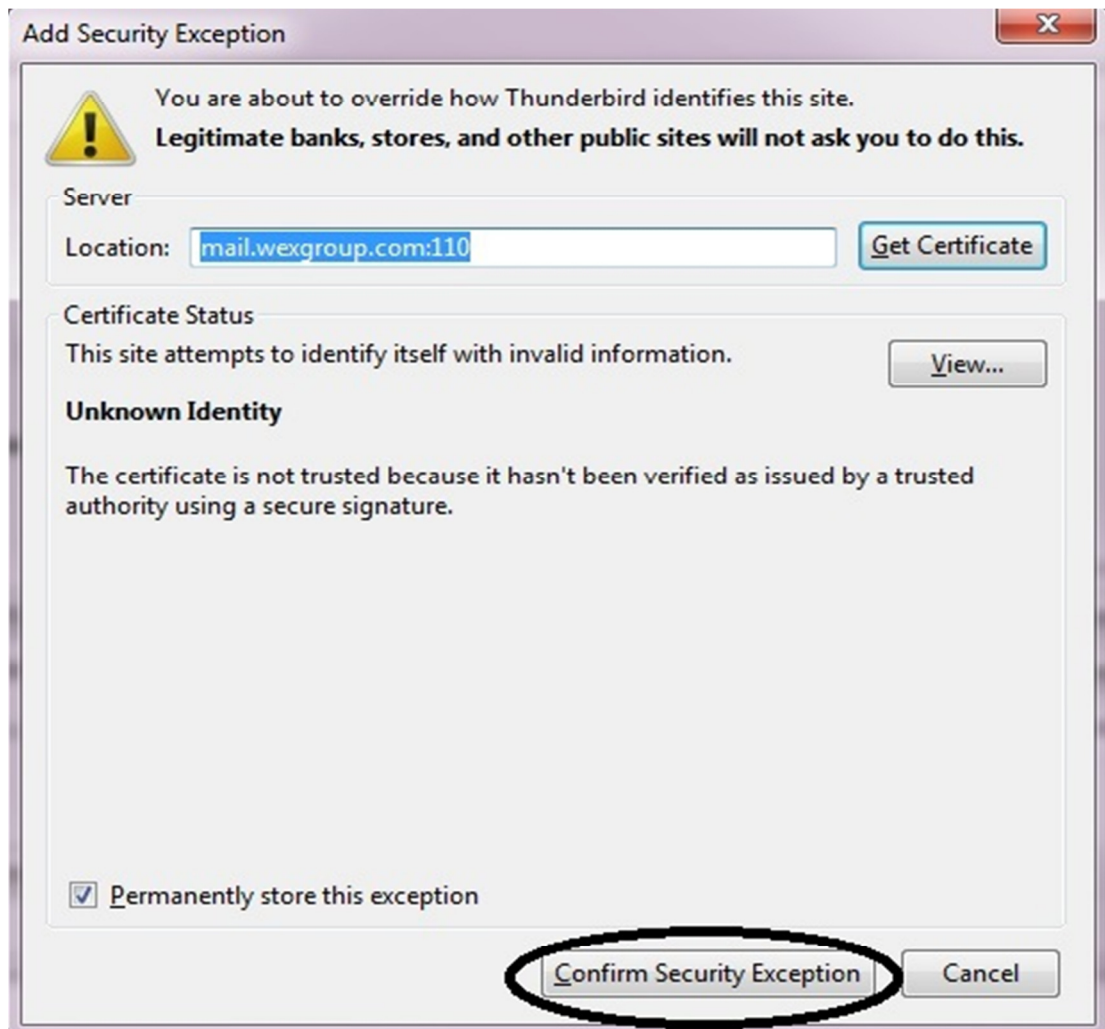 Add Security Exception
You are about to override how Thunderbird identifies this site.
Legitimate banks, stores, and other public sites will not ask you to do this.
Server
Location: mail.wexgroup.com:110 Get Certificate
Certificate Status
This site attempts to identify itself with invalid information.
View...
Unknown Identity
The certificate is not trusted because it hasn't been verified as issued by a trusted
authority using a secure signature.
Permanently store this exception
Confirm Security Exception Cancel